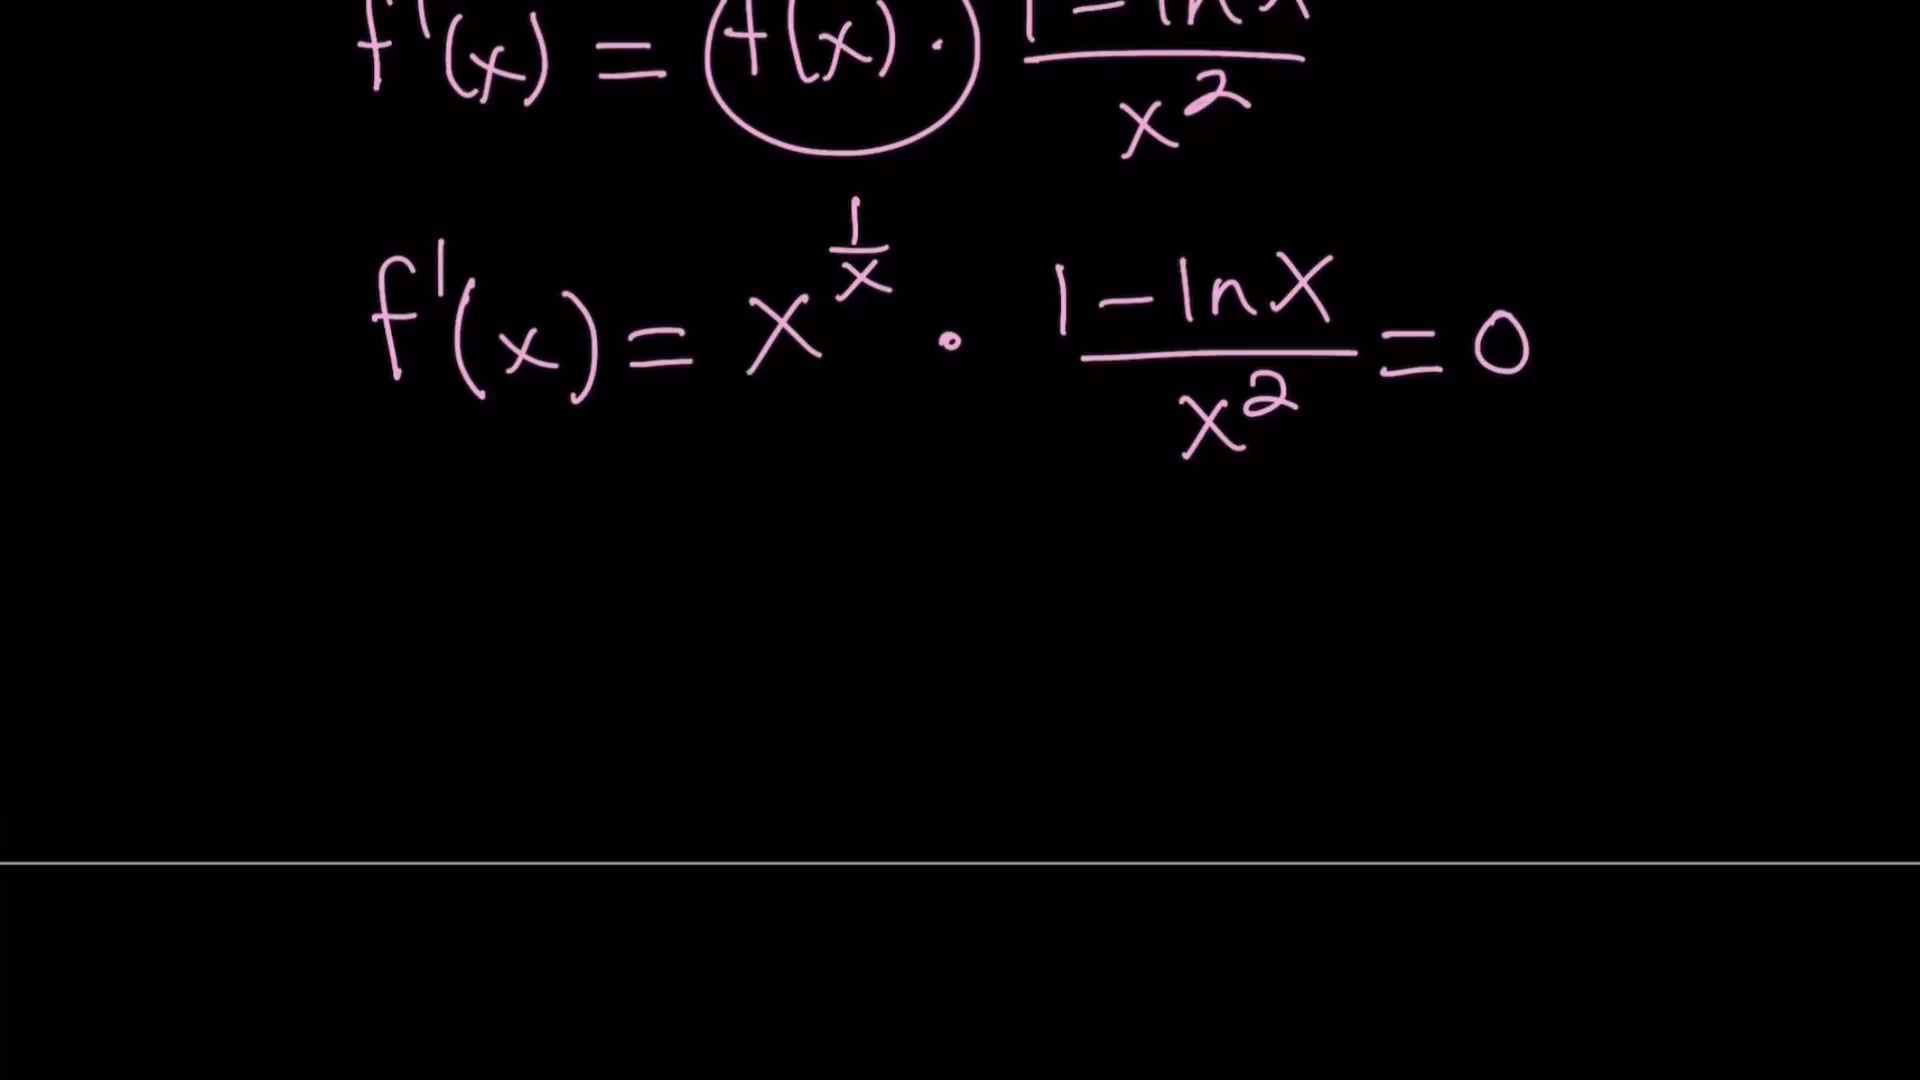 f'(x) = f(x) · (1 - ln x)/x²
f'(x) = x^(1/x) · (1 - ln x)/x² = 0